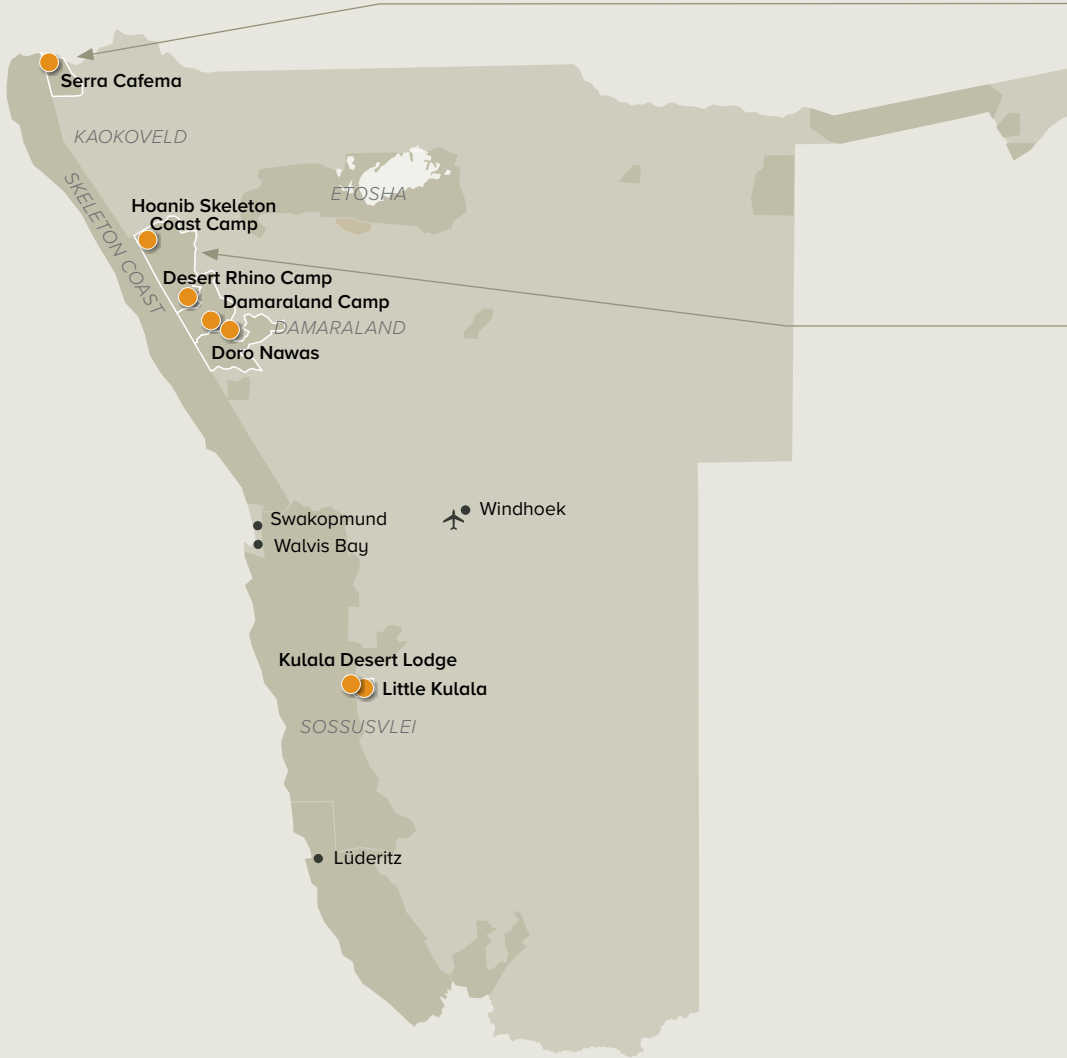 Serra Cafema
KAOKOVELD
ETOSHA
SKELETON COAST
Hoanib Skeleton
Coast Camp
Desert Rhino Camp
Damaraland Camp
DAMARALAND
Doro Nawas
Windhoek
Swakopmund
Walvis Bay
Kulala Desert Lodge
Little Kulala
SOSSUSVLEI
Lüderitz